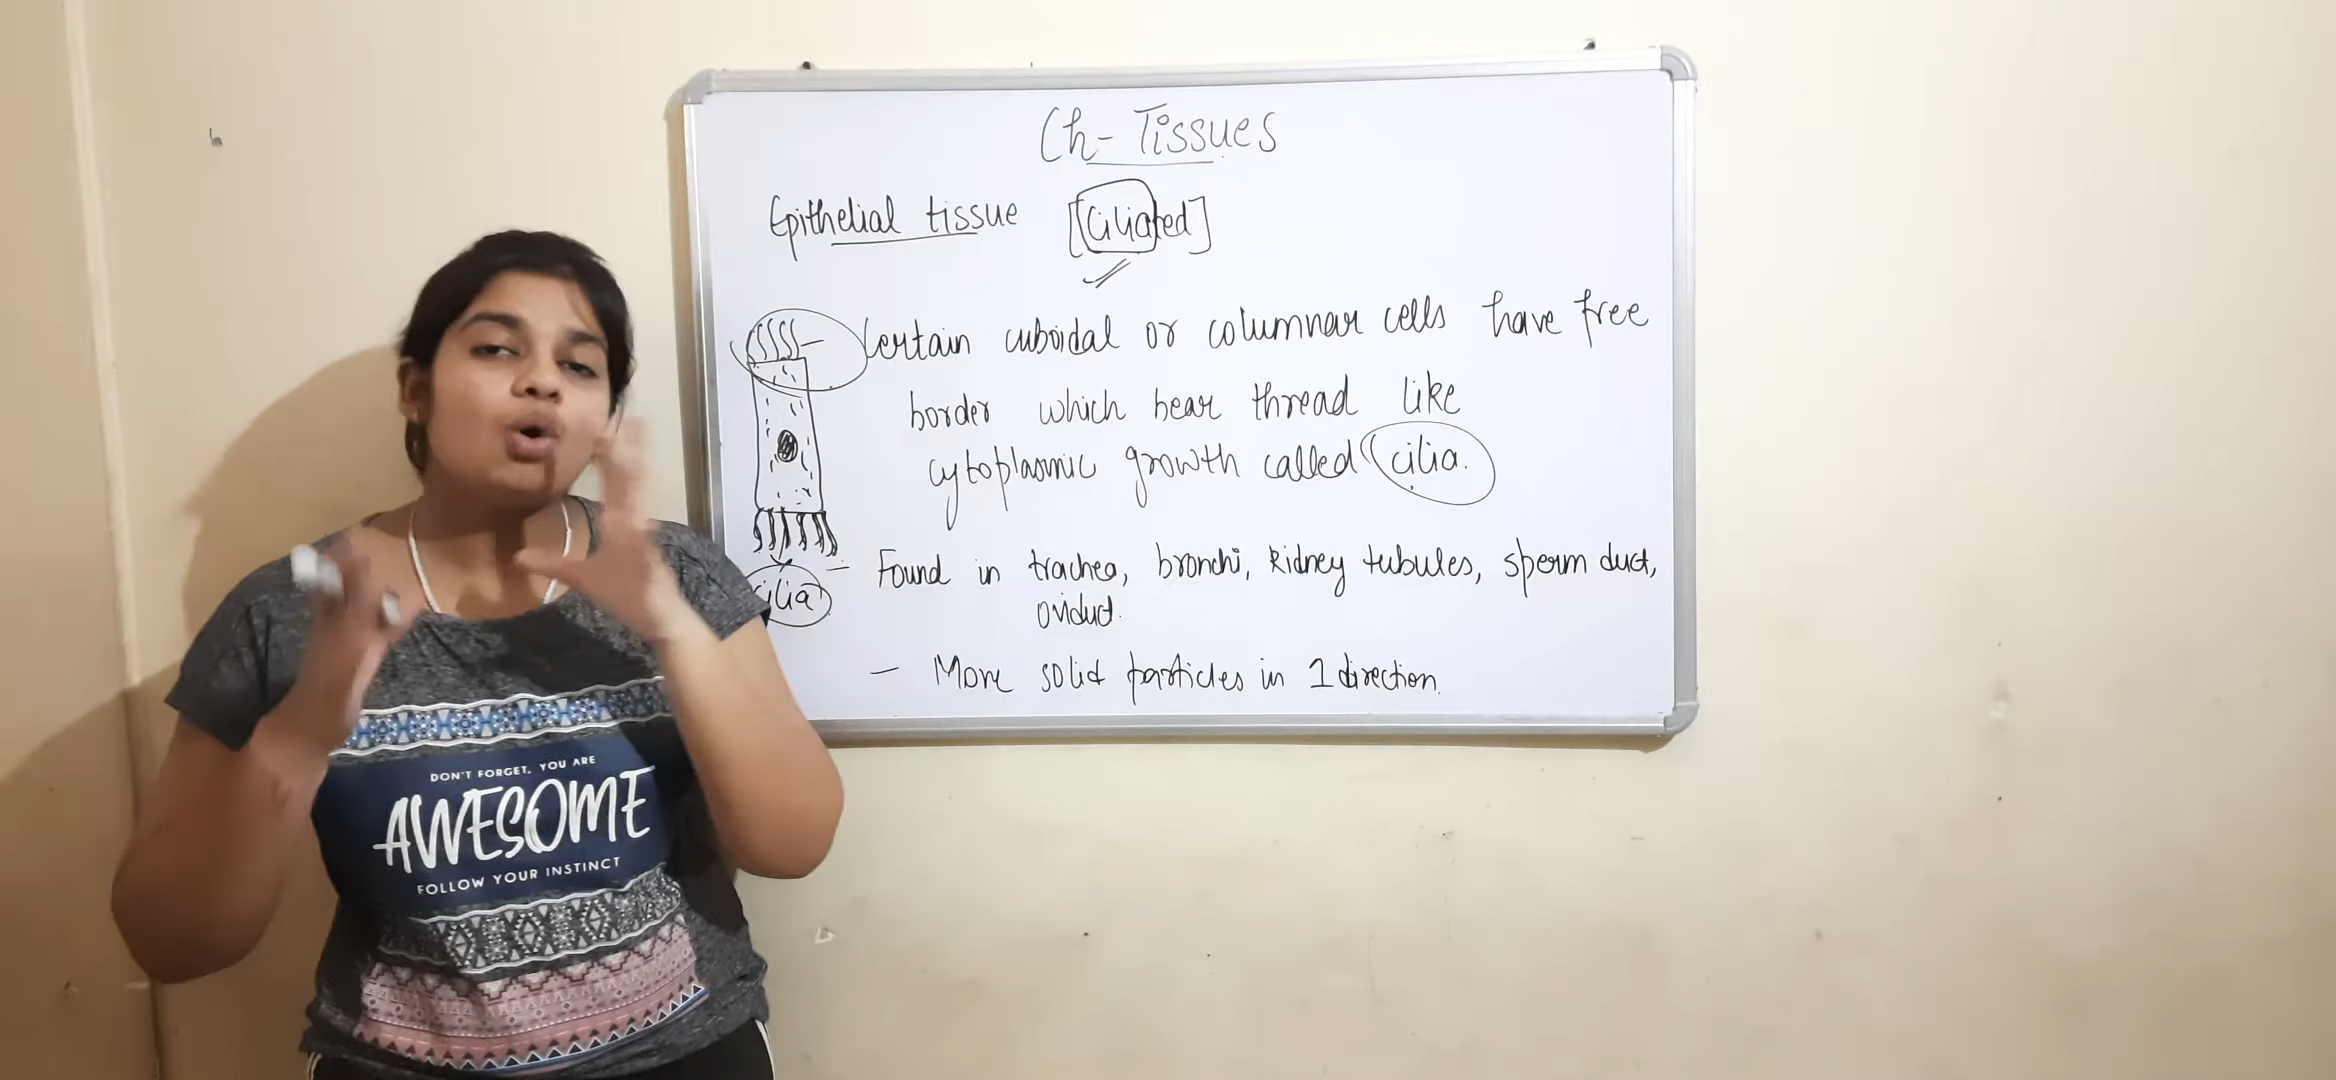 Ch- Tissues
Epithelial tissue [Ciliated]
- Certain cuboidal or columnar cells have free
border which bear thread like
cytoplasmic growth called cilia.
cilia
- Found in trachea, bronchi, kidney tubules, sperm duct,
oviduct.
- Move solid particles in 1 direction.
DON'T FORGET, YOU ARE
AWESOME
FOLLOW YOUR INSTINCT